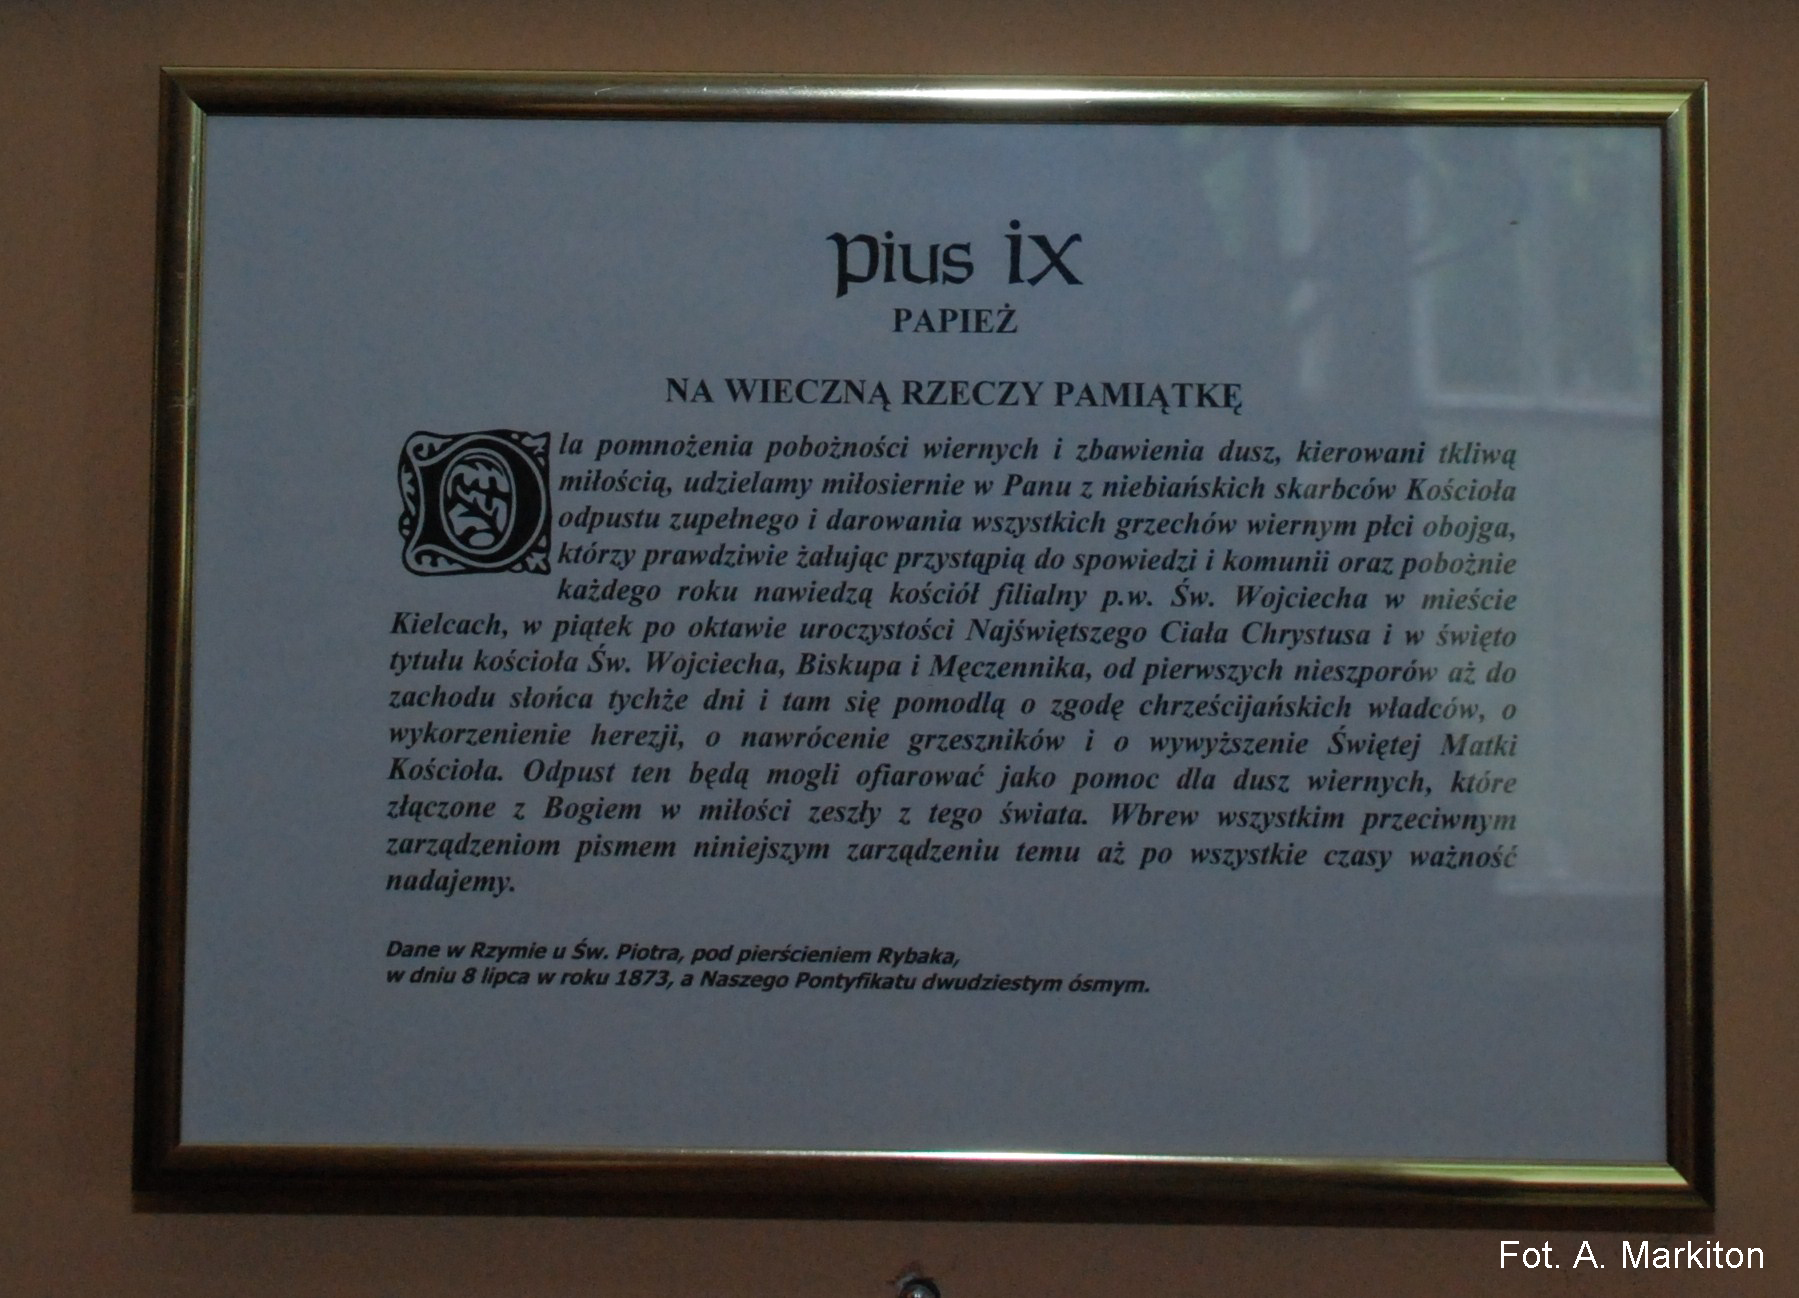 Pius IX
PAPIEŻ
NA WIECZNĄ RZECZY PAMIĄTKĘ
Dla pomnożenia pobożności wiernych i zbawienia dusz, kierowani tkliwą
miłością, udzielamy miłosiernie w Panu z niebiańskich skarbców Kościoła
odpustu zupełnego i darowania wszystkich grzechów wiernym płci obojga,
którzy prawdziwie żałując przystąpią do spowiedzi i komunii oraz pobożnie
każdego roku nawiedzą kościół filialny p.w. Św. Wojciecha w mieście
Kielcach, w piątek po oktawie uroczystości Najświętszego Ciała Chrystusa i w święto
tytułu kościoła Św. Wojciecha, Biskupa i Męczennika, od pierwszych nieszporów aż do
zachodu słońca tychże dni i tam się pomodlą o zgodę chrześcijańskich władców, o
wykorzenienie herezji, o nawrócenie grzeszników i o wywyższenie Świętej Matki
Kościoła. Odpust ten będą mogli ofiarować jako pomoc dla dusz wiernych, które
złączone z Bogiem w miłości zeszły z tego świata. Wbrew wszystkim przeciwnym
zarządzeniom pismem niniejszym zarządzeniu temu aż po wszystkie czasy ważność
nadajemy.
Dane w Rzymie u Św. Piotra, pod pierścieniem Rybaka,
w dniu 8 lipca w roku 1873, a Naszego Pontyfikatu dwudziestym ósmym.
Fot. A. Markiton